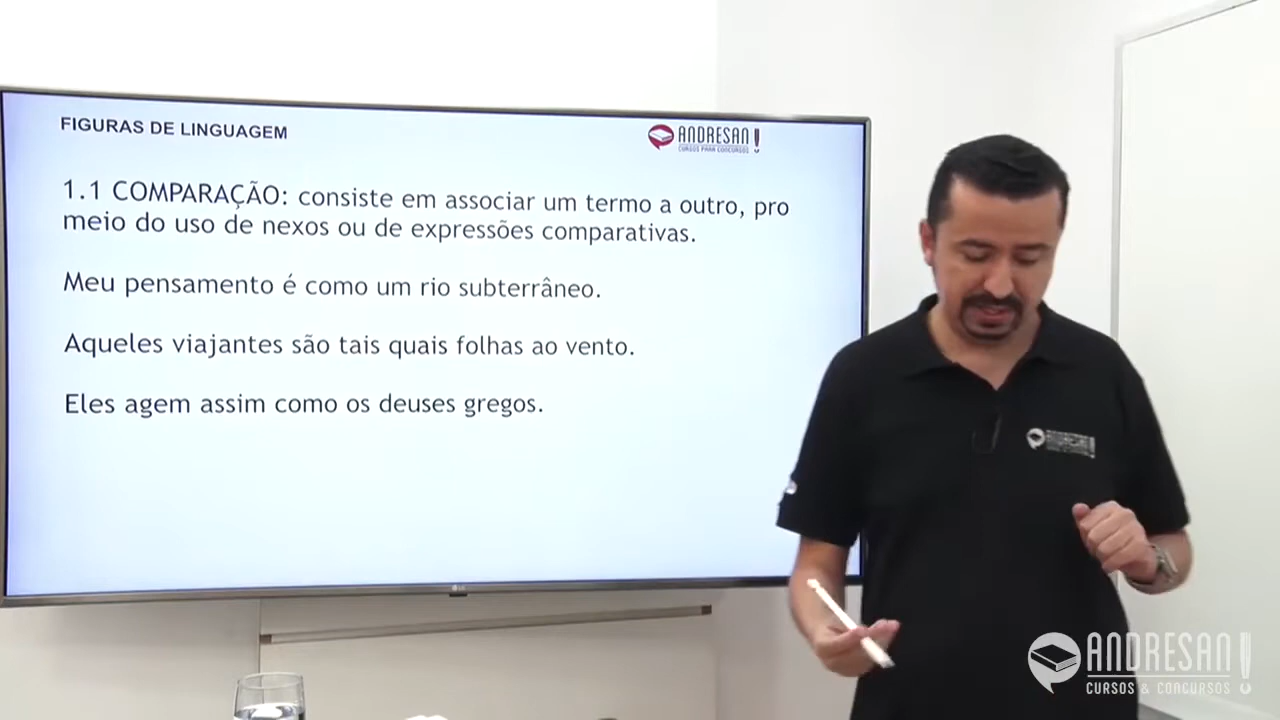 FIGURAS DE LINGUAGEM
ANDRESAN!
CURSOS PARA CONCURSOS
1.1 COMPARAÇÃO: consiste em associar um termo a outro, pro
meio do uso de nexos ou de expressões comparativas.
Meu pensamento é como um rio subterrâneo.
Aqueles viajantes são tais quais folhas ao vento.
Eles agem assim como os deuses gregos.
LG
ANDRESAN!
CURSOS & CONCURSOS